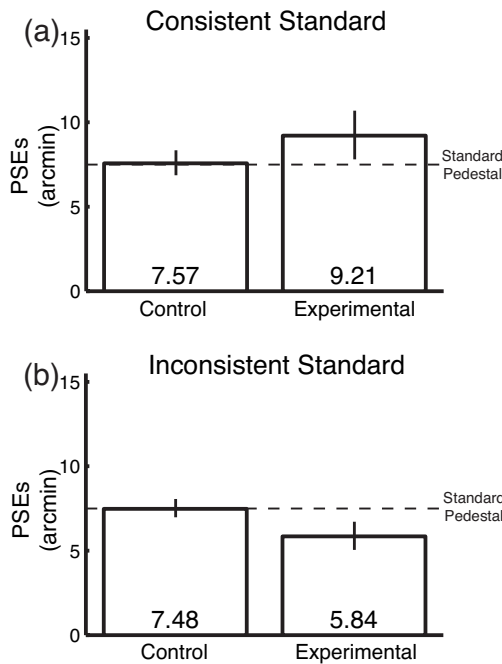 (a)
Consistent Standard
15
10
5
0
PSEs
(arcmin)
Standard
Pedestal
7.57
9.21
Control
Experimental
(b)
Inconsistent Standard
15
10
5
0
PSEs
(arcmin)
Standard
Pedestal
7.48
5.84
Control
Experimental